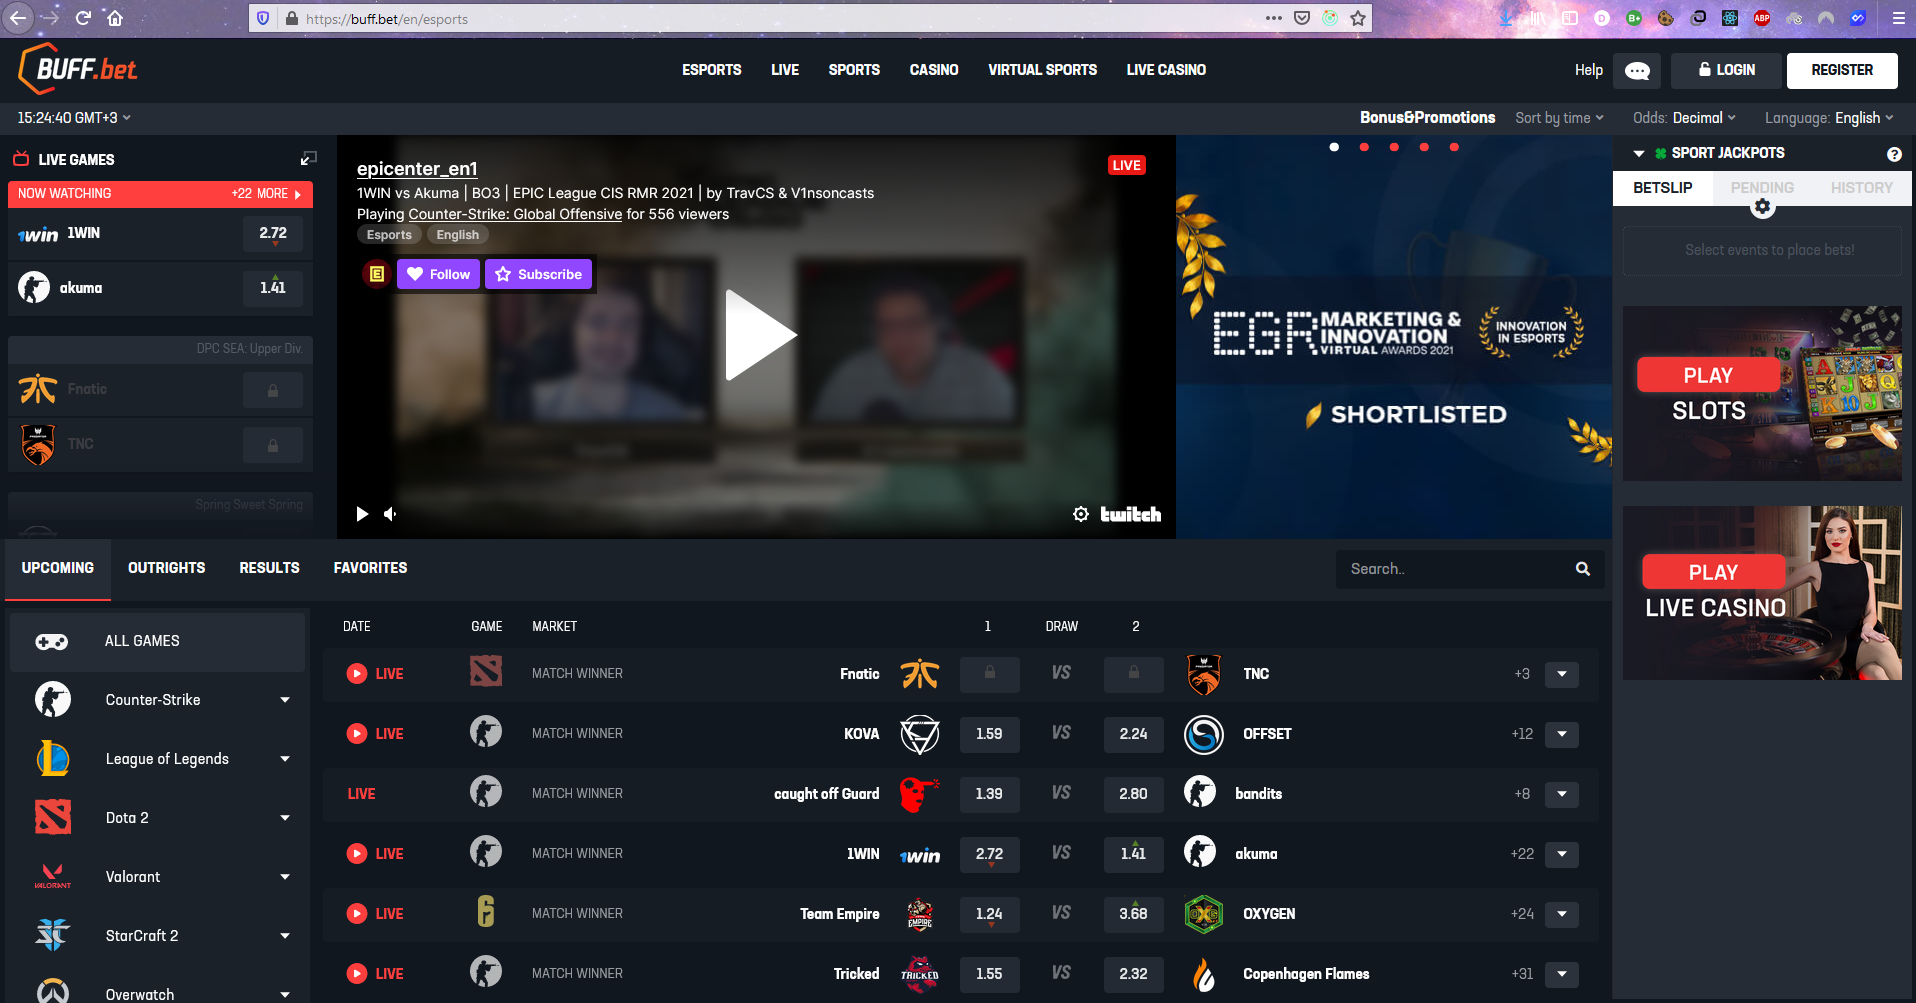 https://buff.bet/en/esports
BUFF.bet
ESPORTS LIVE SPORTS CASINO VIRTUAL SPORTS LIVE CASINO
Help LOGIN REGISTER
15:24:40 GMT+3
Bonus&Promotions Sort by time Odds: Decimal Language: English
LIVE GAMES
NOW WATCHING +22 MORE
1win 1WIN 2.72
akuma 1.41
DPC SEA: Upper Div.
Fnatic
TNC
Spring Sweet Spring
epicenter_en1
LIVE
1WIN vs Akuma | BO3 | EPIC League CIS RMR 2021 | by TravCS & V1nsoncasts
Playing Counter-Strike: Global Offensive for 556 viewers
Esports English
E Follow Subscribe
twitch
EGR MARKETING &
INNOVATION
VIRTUAL AWARDS 2021
INNOVATION
IN ESPORTS
SHORTLISTED
SPORT JACKPOTS
BETSLIP PENDING HISTORY
Select events to place bets!
PLAY
SLOTS
PLAY
LIVE CASINO
UPCOMING OUTRIGHTS RESULTS FAVORITES
Search..
ALL GAMES
Counter-Strike
League of Legends
Dota 2
VALORANT Valorant
StarCraft 2
Overwatch
DATE GAME MARKET 1 DRAW 2
LIVE MATCH WINNER Fnatic VS TNC +3
LIVE MATCH WINNER KOVA 1.59 VS 2.24 OFFSET +12
LIVE MATCH WINNER caught off Guard 1.39 VS 2.80 bandits +8
LIVE MATCH WINNER 1WIN 1win 2.72 VS 1.41 akuma +22
LIVE MATCH WINNER Team Empire EMPIRE 1.24 VS 3.68 OXG OXYGEN +24
LIVE MATCH WINNER Tricked TRICKED 1.55 VS 2.32 Copenhagen Flames +31